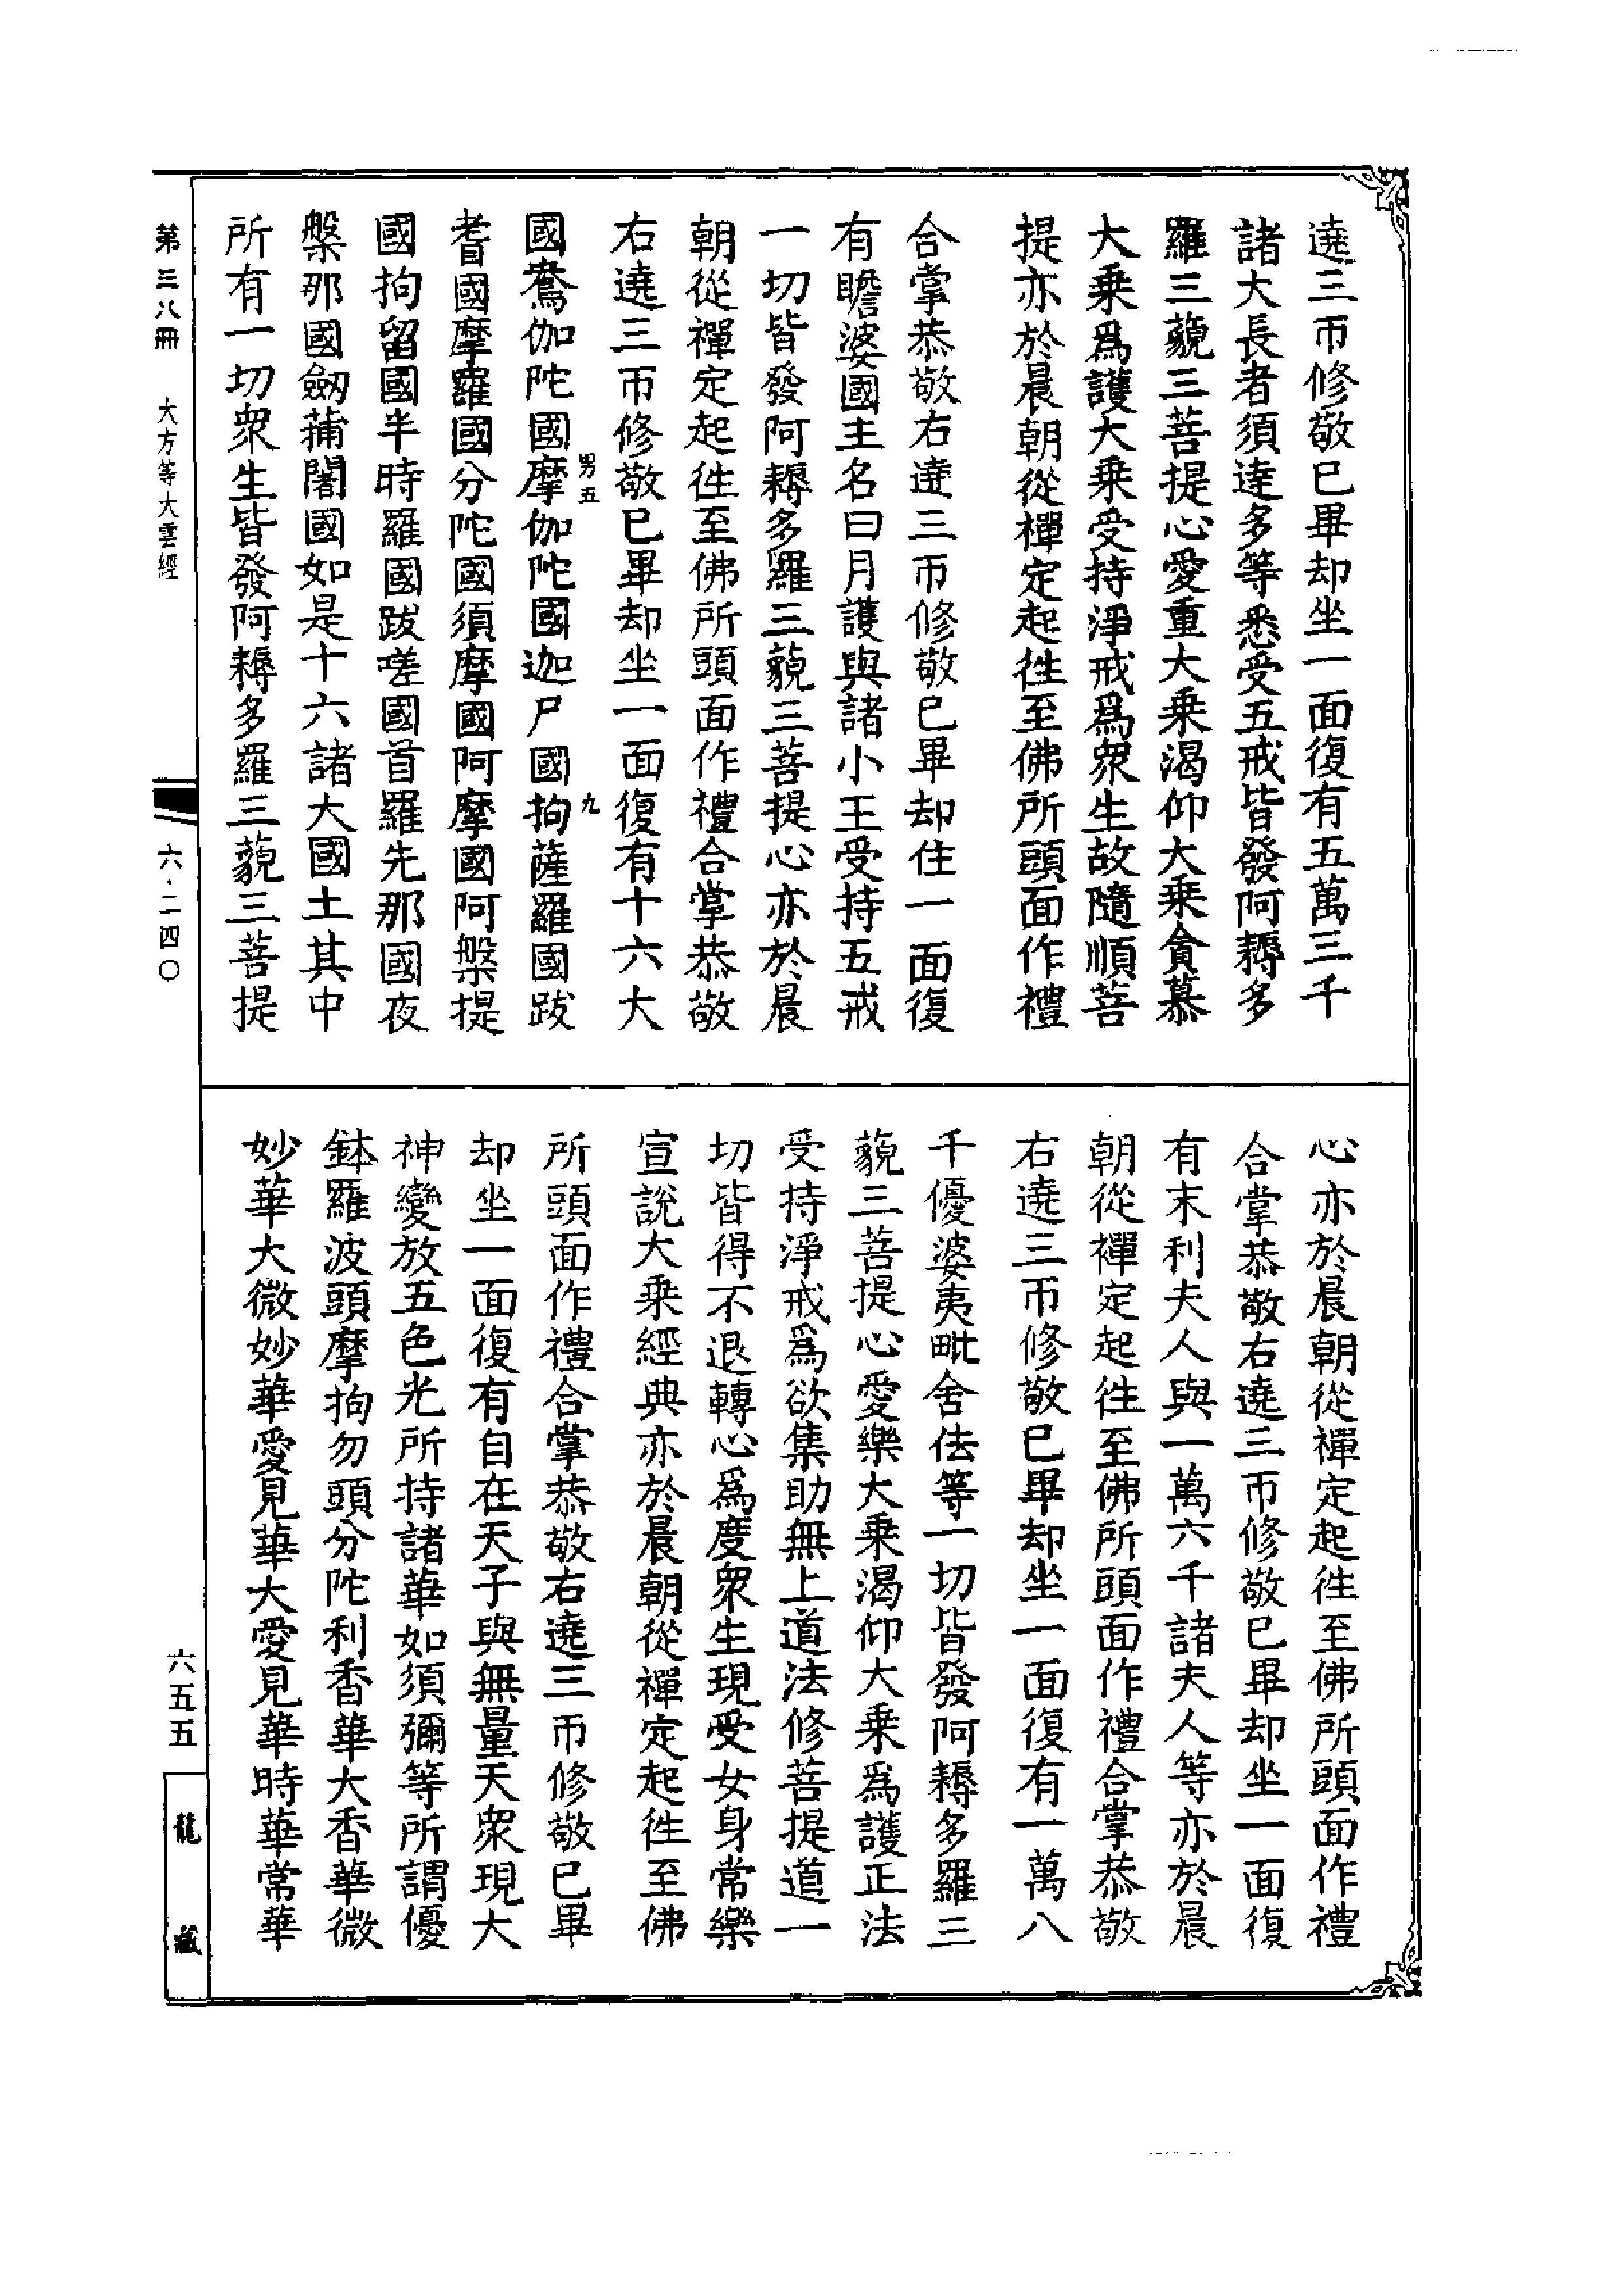 遶三帀修敬已畢却坐一面復有五萬三千
諸大長者須達多等悉受五戒皆發阿耨多
羅三藐三菩提心愛重大乘渴仰大乘貪慕
大乘爲護大乘受持淨戒爲衆生故隨順菩
提亦於晨朝從禪定起往至佛所頭面作禮
合掌恭敬右遶三帀修敬已畢却住一面復
有瞻婆國主名曰月護與諸小王受持五戒
一切皆發阿耨多羅三藐三菩提心亦於晨
朝從禪定起往至佛所頭面作禮合掌恭敬
右遶三帀修敬已畢却坐一面復有十六大
男五
九
國鴦伽陀國摩伽陀國迦尸國拘薩羅國跋
耆國摩羅國分陀國須摩國阿摩國阿槃提
國拘留國半時羅國跋嗟國首羅先那國夜
槃那國劒蒱闍國如是十六諸大國土其中
所有一切衆生皆發阿耨多羅三藐三菩提
心亦於晨朝從禪定起往至佛所頭面作禮
合掌恭敬右遶三帀修敬已畢却坐一面復
有末利夫人與一萬六千諸夫人等亦於晨
朝從禪定起往至佛所頭面作禮合掌恭敬
右遶三帀修敬已畢却坐一面復有一萬八
千優婆夷毗舍佉等一切皆發阿耨多羅三
藐三菩提心愛樂大乘渴仰大乘爲護正法
受持淨戒爲欲集助無上道法修菩提道一
切皆得不退轉心爲度衆生現受女身常樂
宣說大乘經典亦於晨朝從禪定起往至佛
所頭面作禮合掌恭敬右遶三帀修敬已畢
却坐一面復有自在天子與無量天衆現大
神變放五色光所持諸華如須彌等所謂優
鉢羅波頭摩拘勿頭分陀利香華大香華微
妙華大微妙華愛見華大愛見華時華常華
第三八冊　大方等大雲經
六·二四〇
六五五
龍藏